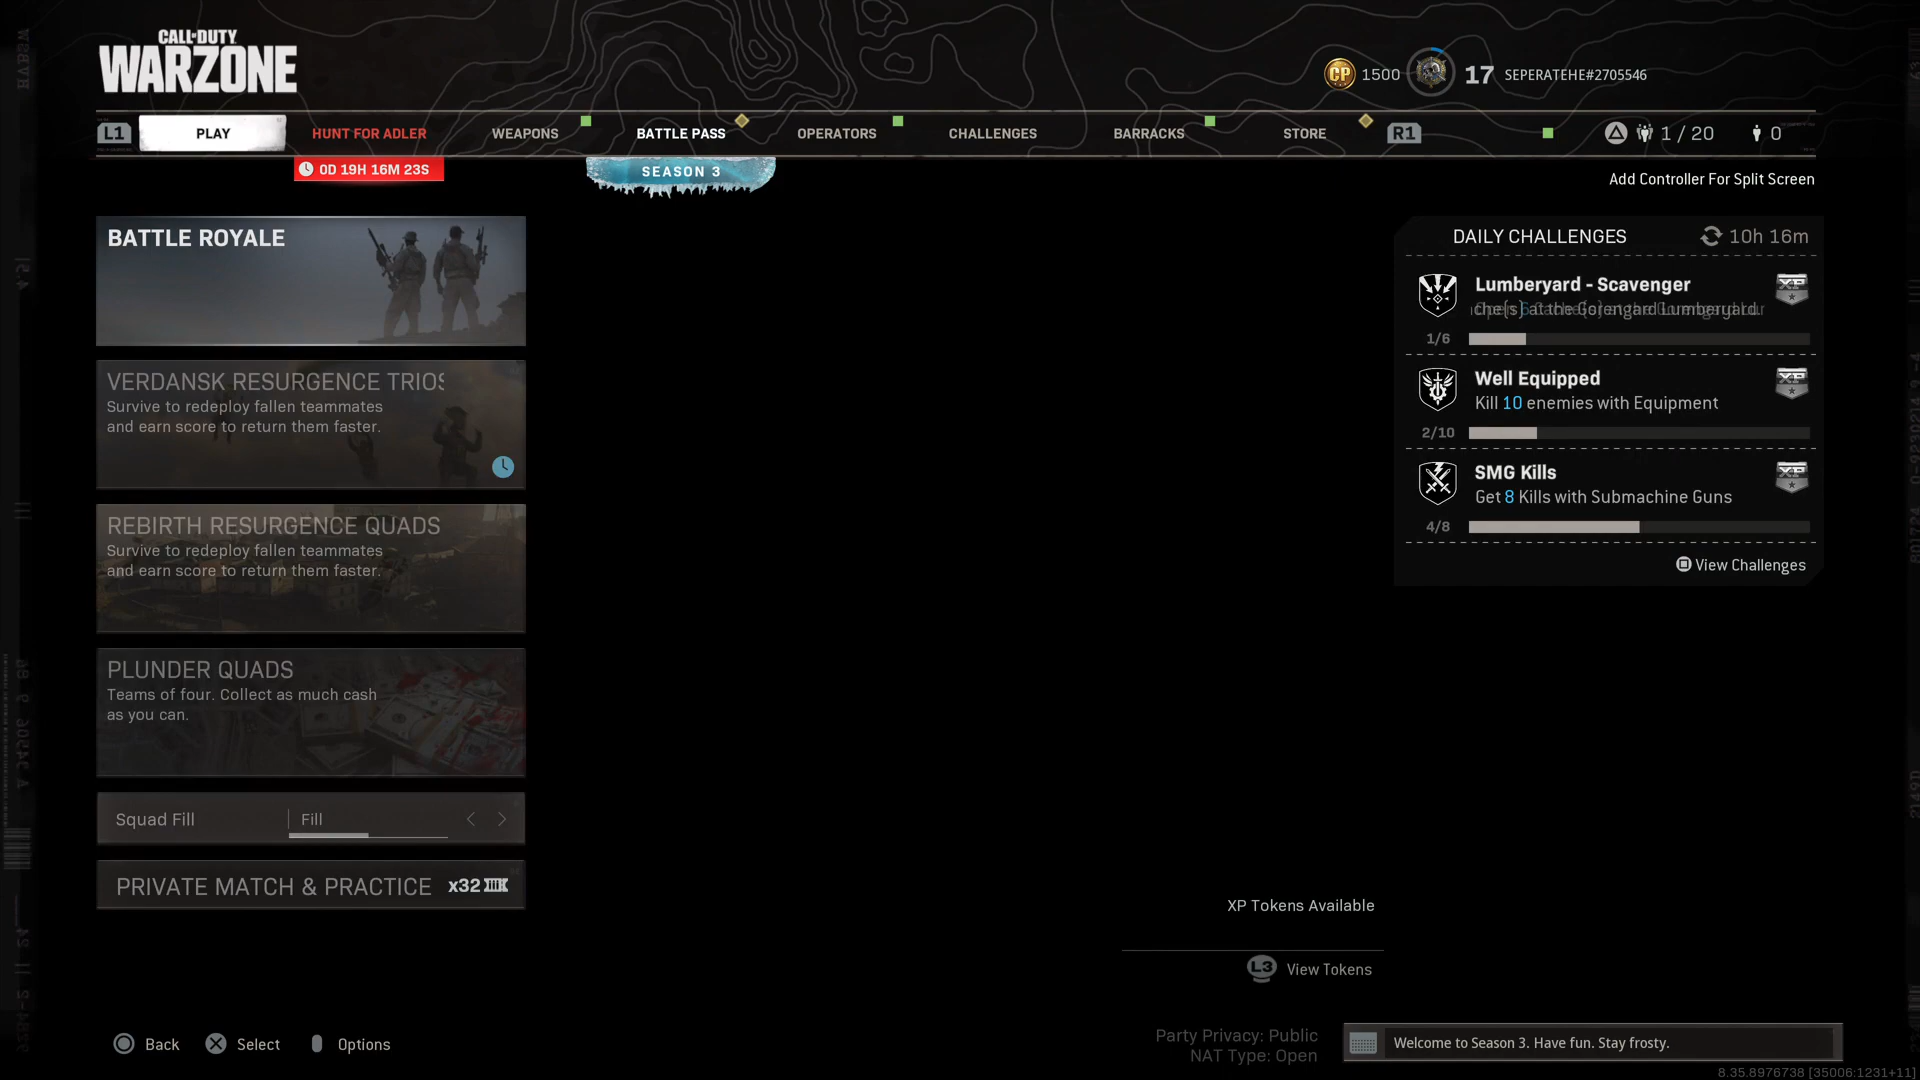 CALL OF DUTY
WARZONE
CP 1500 17 SEPERATEHE#2705546
L1 PLAY HUNT FOR ADLER WEAPONS BATTLE PASS OPERATORS CHALLENGES BARRACKS STORE R1 1 / 20 0
0D 19H 16M 23S
SEASON 3
Add Controller For Split Screen
BATTLE ROYALE
VERDANSK RESURGENCE TRIOS
Survive to redeploy fallen teammates
and earn score to return them faster.
REBIRTH RESURGENCE QUADS
Survive to redeploy fallen teammates
and earn score to return them faster.
PLUNDER QUADS
Teams of four. Collect as much cash
as you can.
Squad Fill Fill
PRIVATE MATCH & PRACTICE x32
DAILY CHALLENGES 10h 16m
Lumberyard - Scavenger XP
1/6
Well Equipped XP
Kill 10 enemies with Equipment
2/10
SMG Kills XP
Get 8 Kills with Submachine Guns
4/8
View Challenges
XP Tokens Available
L3 View Tokens
Back Select Options
Party Privacy: Public
NAT Type: Open
Welcome to Season 3. Have fun. Stay frosty.
8.35.8976738 [35006:1231+11]